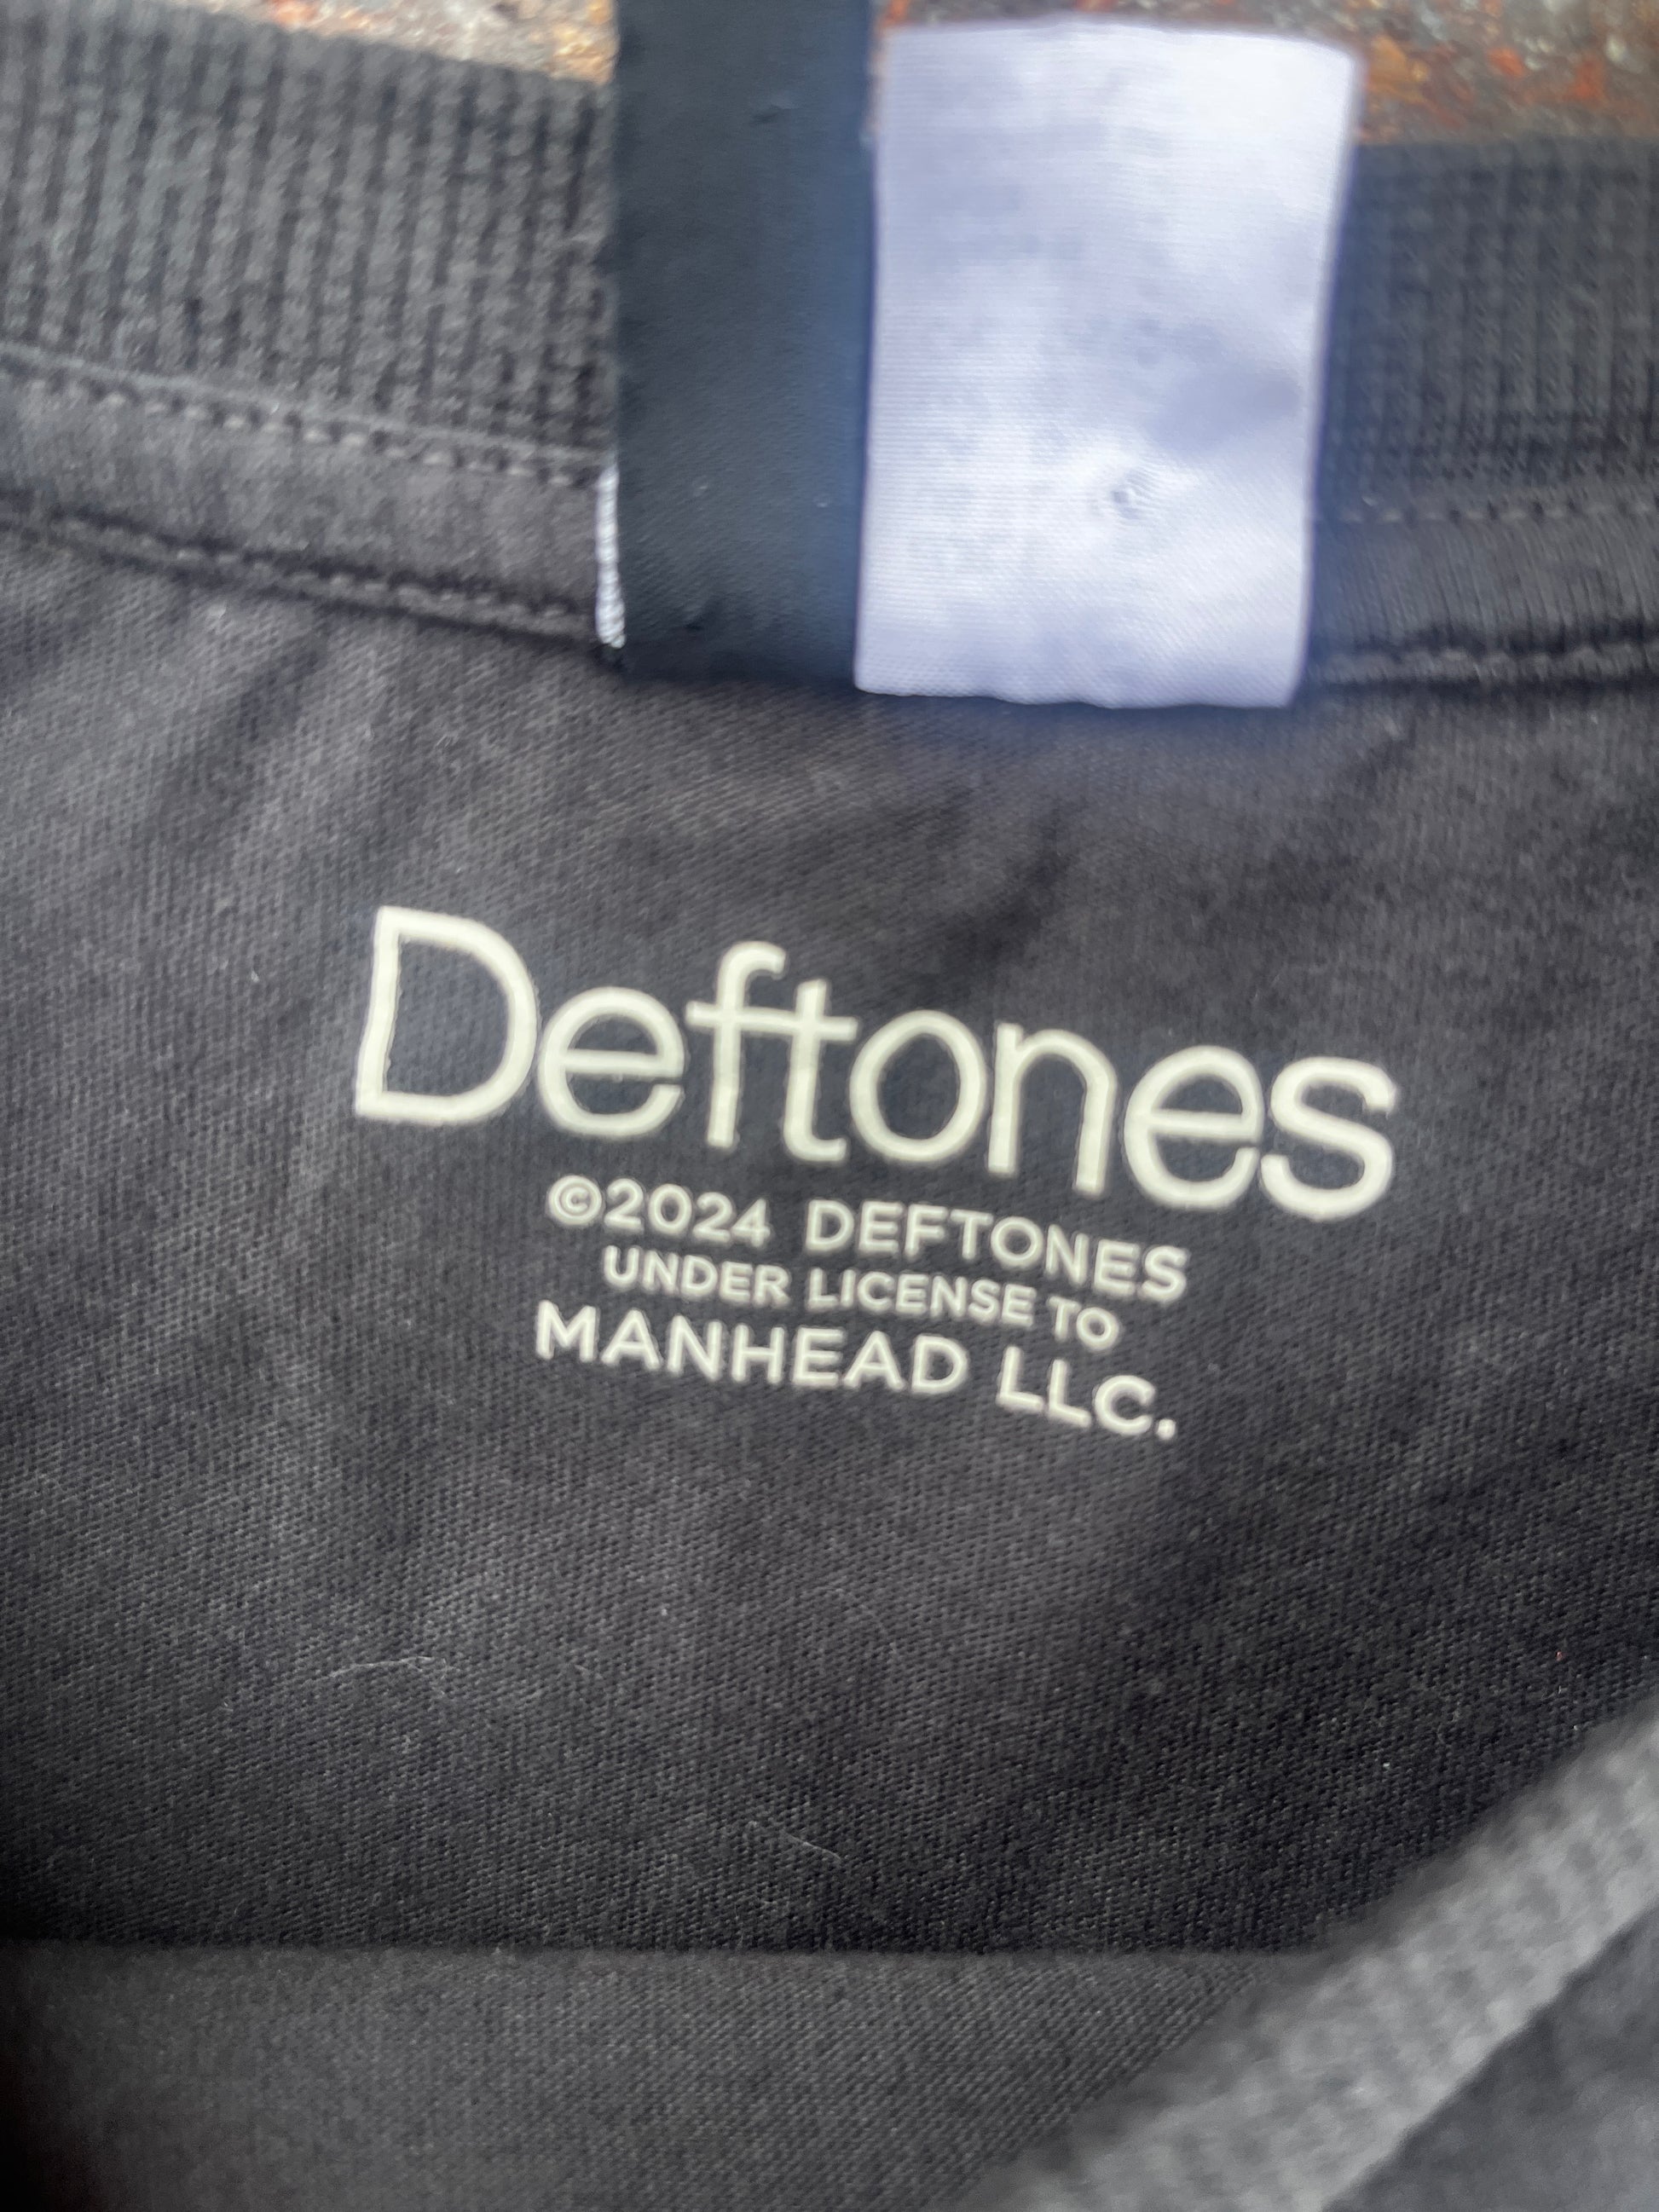 Deftones
©2024 DEFTONES
UNDER LICENSE TO
MANHEAD LLC.